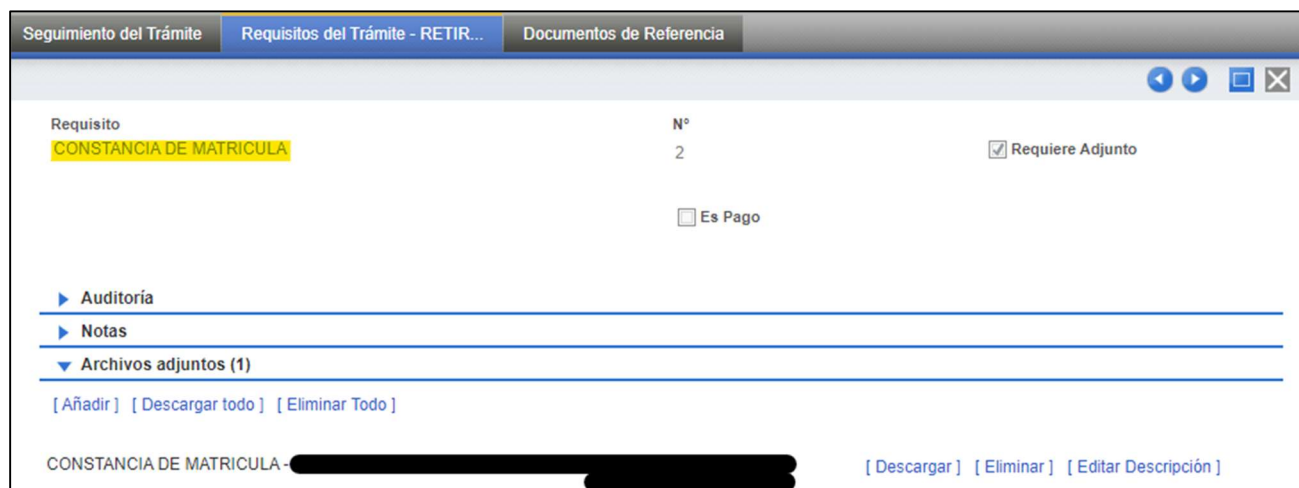 Seguimiento del Trámite Requisitos del Trámite - RETIR... Documentos de Referencia
Requisito N°
CONSTANCIA DE MATRICULA 2 Requiere Adjunto
Es Pago
Auditoría
Notas
Archivos adjuntos (1)
[ Añadir ] [ Descargar todo ] [ Eliminar Todo ]
CONSTANCIA DE MATRICULA - [ Descargar ] [ Eliminar ] [ Editar Descripción ]